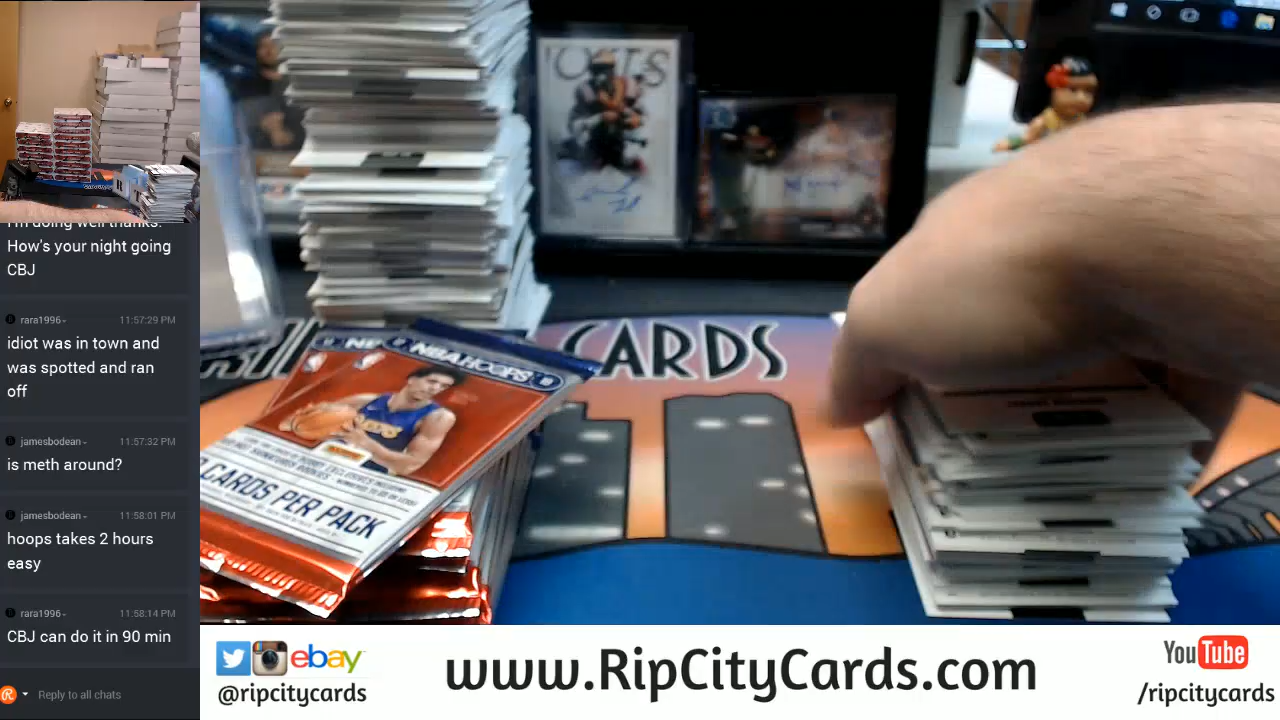 I'm doing well thanks.
How's your night going
CBJ
rara1996
11:57:29 PM
idiot was in town and
was spotted and ran
off
jamesbodean
11:57:32 PM
is meth around?
jamesbodean
11:58:01 PM
hoops takes 2 hours
easy
rara1996
11:58:14 PM
CBJ can do it in 90 min
Reply to all chats
CARDS
NBA HOOPS
CARDS PER PACK
ebay
@ripcitycards
www.RipCityCards.com
YouTube
/ripcitycards